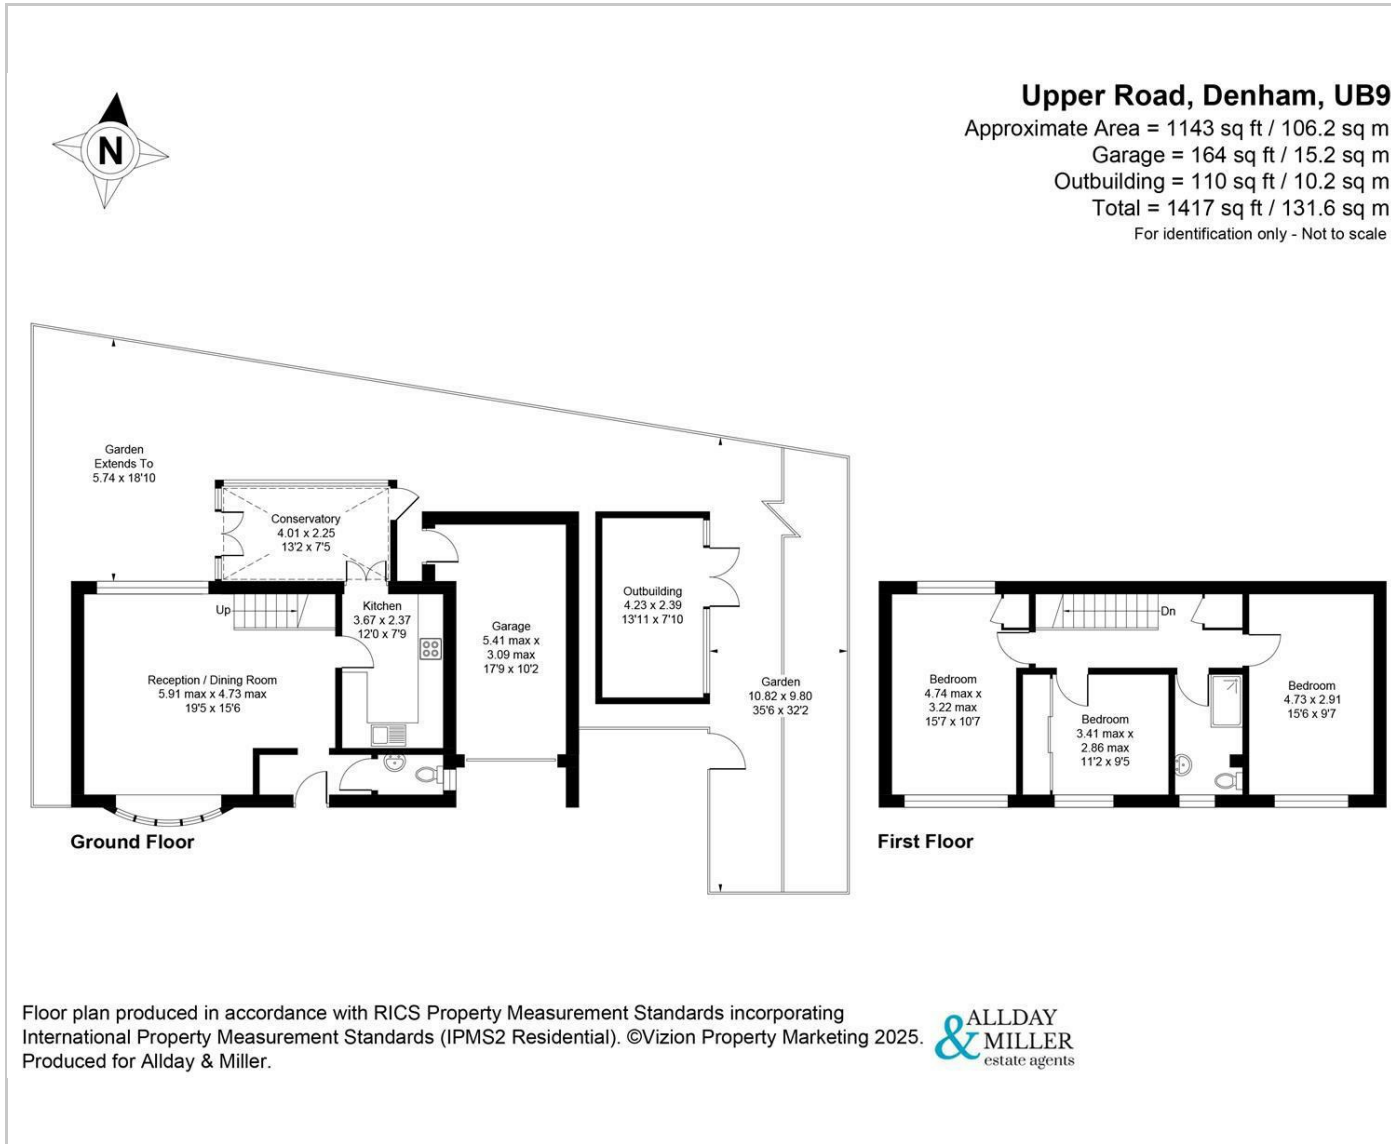 N
Upper Road, Denham, UB9
Approximate Area = 1143 sq ft / 106.2 sq m
Garage = 164 sq ft / 15.2 sq m
Outbuilding = 110 sq ft / 10.2 sq m
Total = 1417 sq ft / 131.6 sq m
For identification only - Not to scale
Garden
Extends To
5.74 x 18'10
Conservatory
4.01 x 2.25
13'2 x 7'5
Up
Kitchen
3.67 x 2.37
12'0 x 7'9
Reception / Dining Room
5.91 max x 4.73 max
19'5 x 15'6
Garage
5.41 max x
3.09 max
17'9 x 10'2
Outbuilding
4.23 x 2.39
13'11 x 7'10
Garden
10.82 x 9.80
35'6 x 32'2
Ground Floor
Dn
Bedroom
4.74 max x
3.22 max
15'7 x 10'7
Bedroom
3.41 max x
2.86 max
11'2 x 9'5
Bedroom
4.73 x 2.91
15'6 x 9'7
First Floor
Floor plan produced in accordance with RICS Property Measurement Standards incorporating
International Property Measurement Standards (IPMS2 Residential). ©Vizion Property Marketing 2025.
Produced for Allday & Miller.
ALLDAY
& MILLER
estate agents